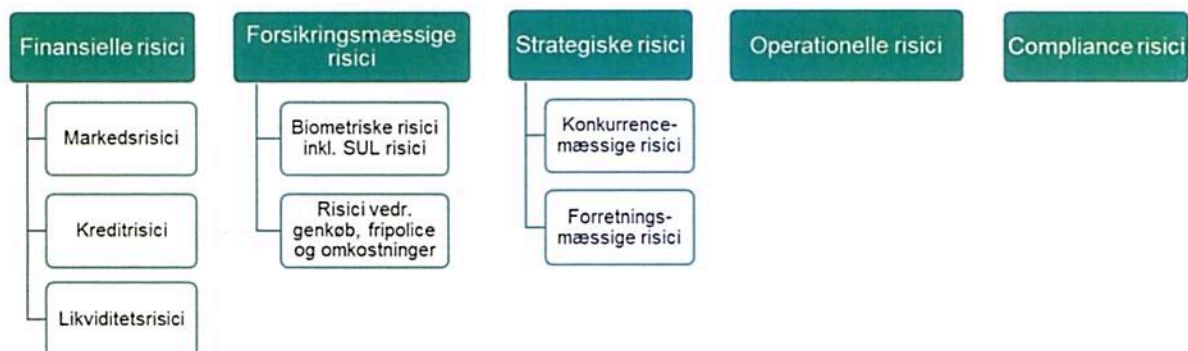 Finansielle risici
Markedsrisici
Kreditrisici
Likviditetsrisici
Forsikringsmæssige
risici
Biometriske risici
inkl. SUL risici
Risici vedr.
genkøb, fripolice
og omkostninger
Strategiske risici
Konkurrence-
mæssige risici
Forretnings-
mæssige risici
Operationelle risici
Compliance risici